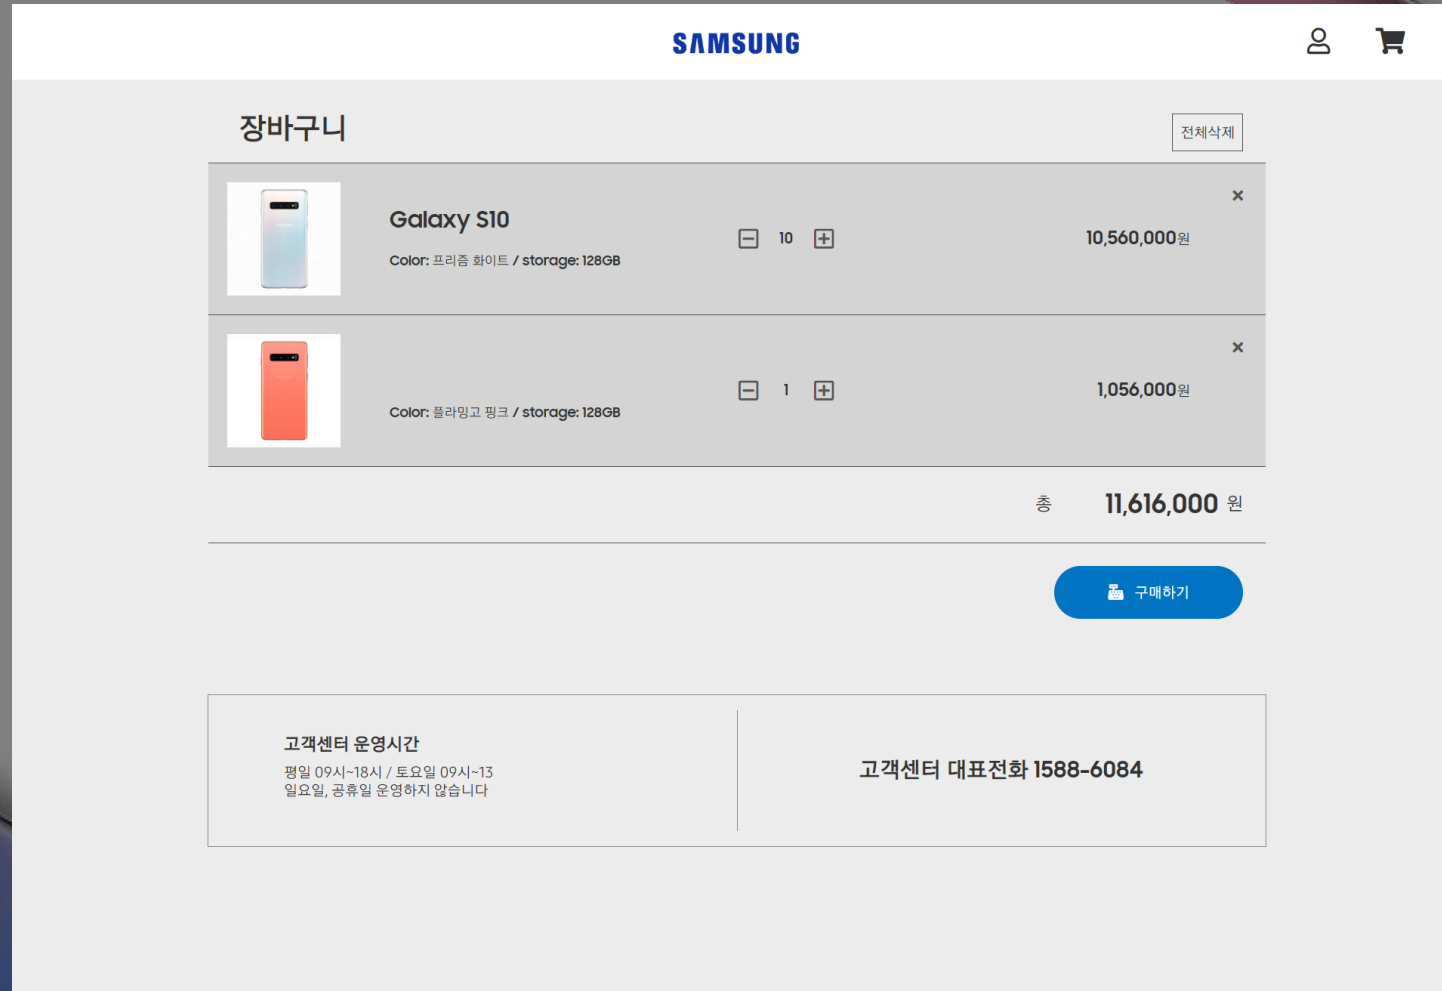 SAMSUNG
장바구니
전체삭제
Galaxy S10
Color: 프리즘 화이트 / storage: 128GB
10
10,560,000원
Color: 플라밍고 핑크 / storage: 128GB
1
1,056,000원
총 11,616,000 원
구매하기
고객센터 운영시간
평일 09시~18시 / 토요일 09시~13
일요일, 공휴일 운영하지 않습니다
고객센터 대표전화 1588-6084